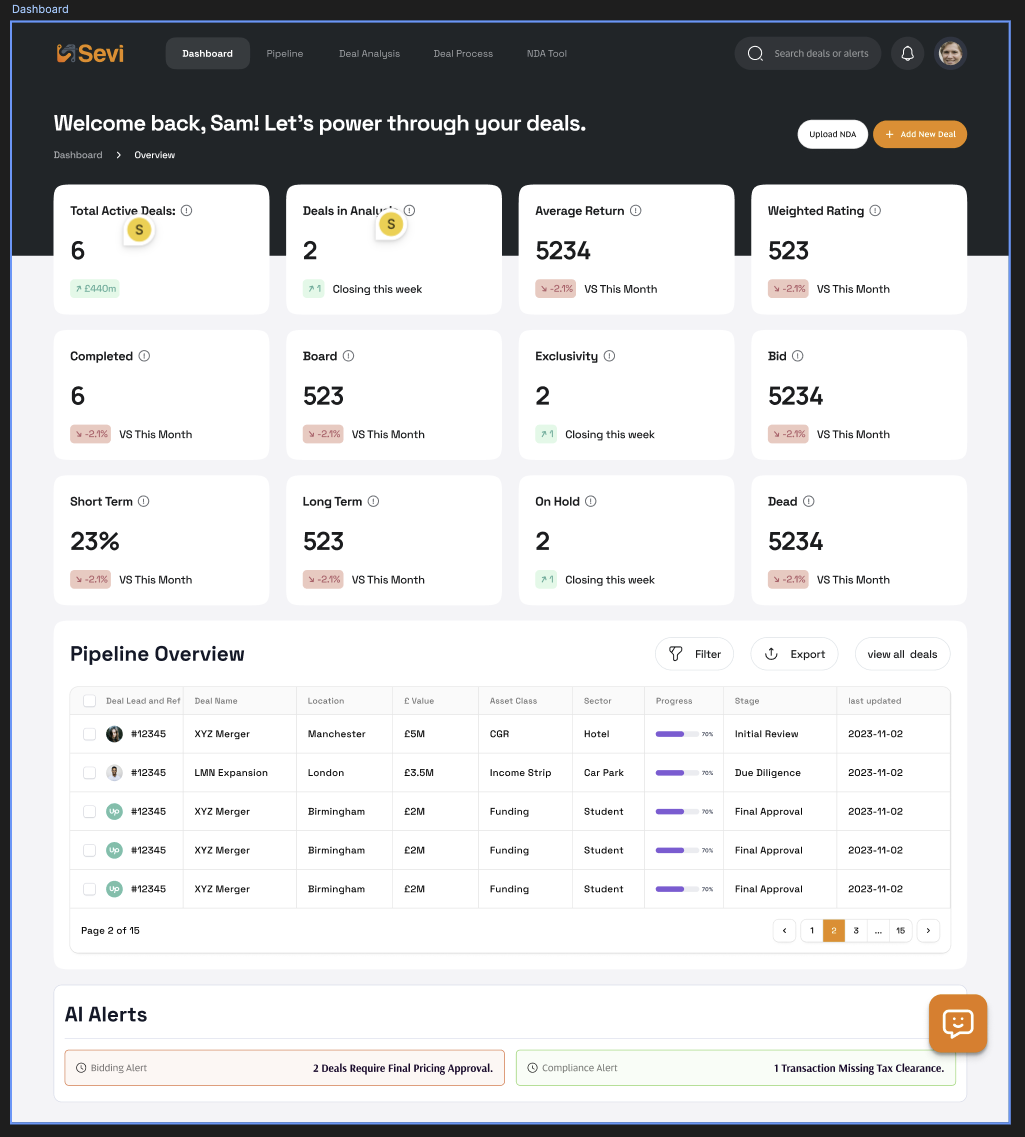 Dashboard
Sevi
Dashboard Pipeline Deal Analysis Deal Process NDA Tool Search deals or alerts
Welcome back, Sam! Let's power through your deals.
Dashboard > Overview
Upload NDA + Add New Deal
Total Active Deals:
S
6
£440m
Deals in Analysis
S
2
1 Closing this week
Average Return
5234
-2.1% VS This Month
Weighted Rating
523
-2.1% VS This Month
Completed
6
-2.1% VS This Month
Board
523
-2.1% VS This Month
Exclusivity
2
1 Closing this week
Bid
5234
-2.1% VS This Month
Short Term
23%
-2.1% VS This Month
Long Term
523
-2.1% VS This Month
On Hold
2
1 Closing this week
Dead
5234
-2.1% VS This Month
Pipeline Overview
Filter Export view all deals
Deal Lead and Ref Deal Name Location £ Value Asset Class Sector Progress Stage last updated
#12345 XYZ Merger Manchester £5M CGR Hotel 70% Initial Review 2023-11-02
#12345 LMN Expansion London £3.5M Income Strip Car Park 70% Due Diligence 2023-11-02
up #12345 XYZ Merger Birmingham £2M Funding Student 70% Final Approval 2023-11-02
up #12345 XYZ Merger Birmingham £2M Funding Student 70% Final Approval 2023-11-02
up #12345 XYZ Merger Birmingham £2M Funding Student 70% Final Approval 2023-11-02
Page 2 of 15
‹ 1 2 3 ... 15 ›
AI Alerts
Bidding Alert 2 Deals Require Final Pricing Approval.
Compliance Alert 1 Transaction Missing Tax Clearance.